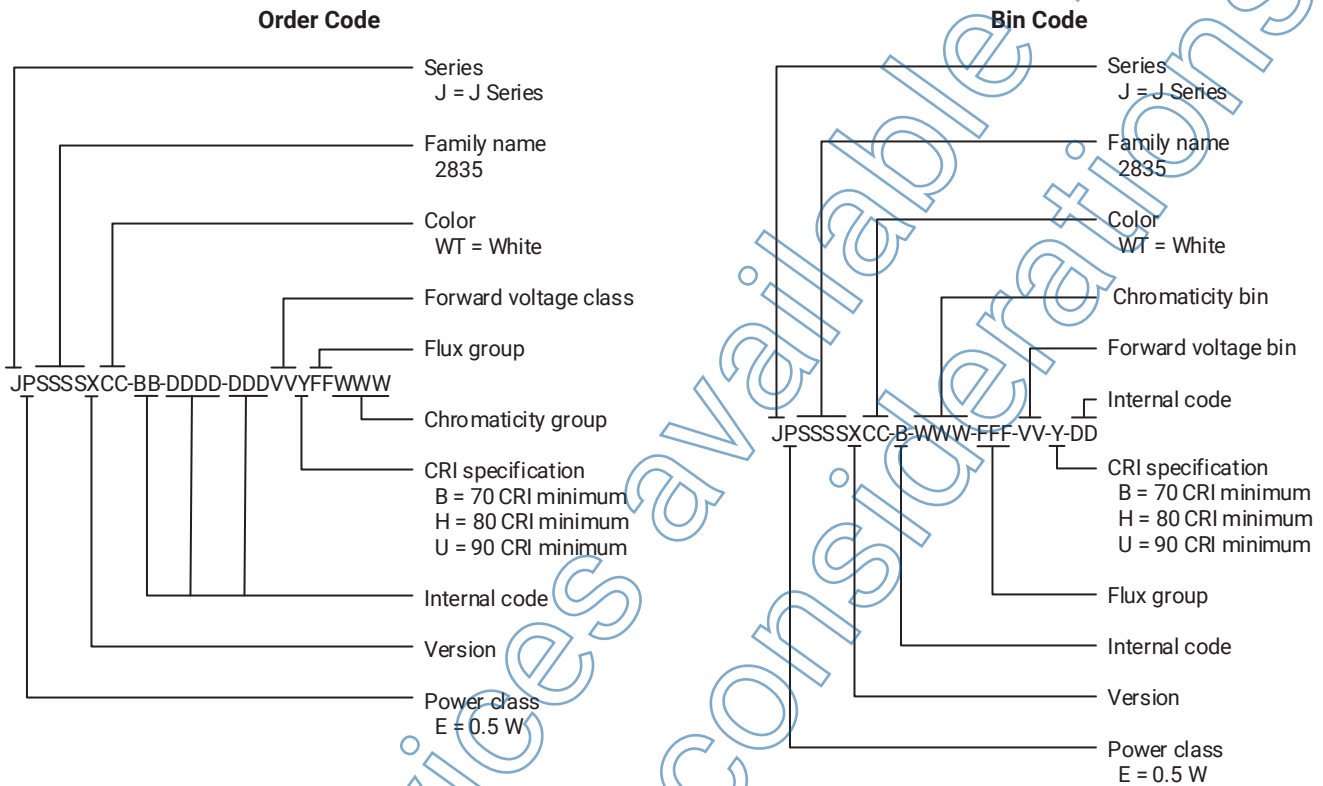 Order Code
Series
J = J Series
Family name
2835
Color
WT = White
Forward voltage class
Flux group
JPSSSSXCC-BB-DDDD-DDDVVYFFWWW
Chromaticity group
CRI specification
B = 70 CRI minimum
H = 80 CRI minimum
U = 90 CRI minimum
Internal code
Version
Power class
E = 0.5 W
Bin Code
Series
J = J Series
Family name
2835
Color
WT = White
Chromaticity bin
Forward voltage bin
Internal code
JPSSSSXCC-B-WWW-FFF-VV-Y-DD
CRI specification
B = 70 CRI minimum
H = 80 CRI minimum
U = 90 CRI minimum
Flux group
Internal code
Version
Power class
E = 0.5 W
available
considerations